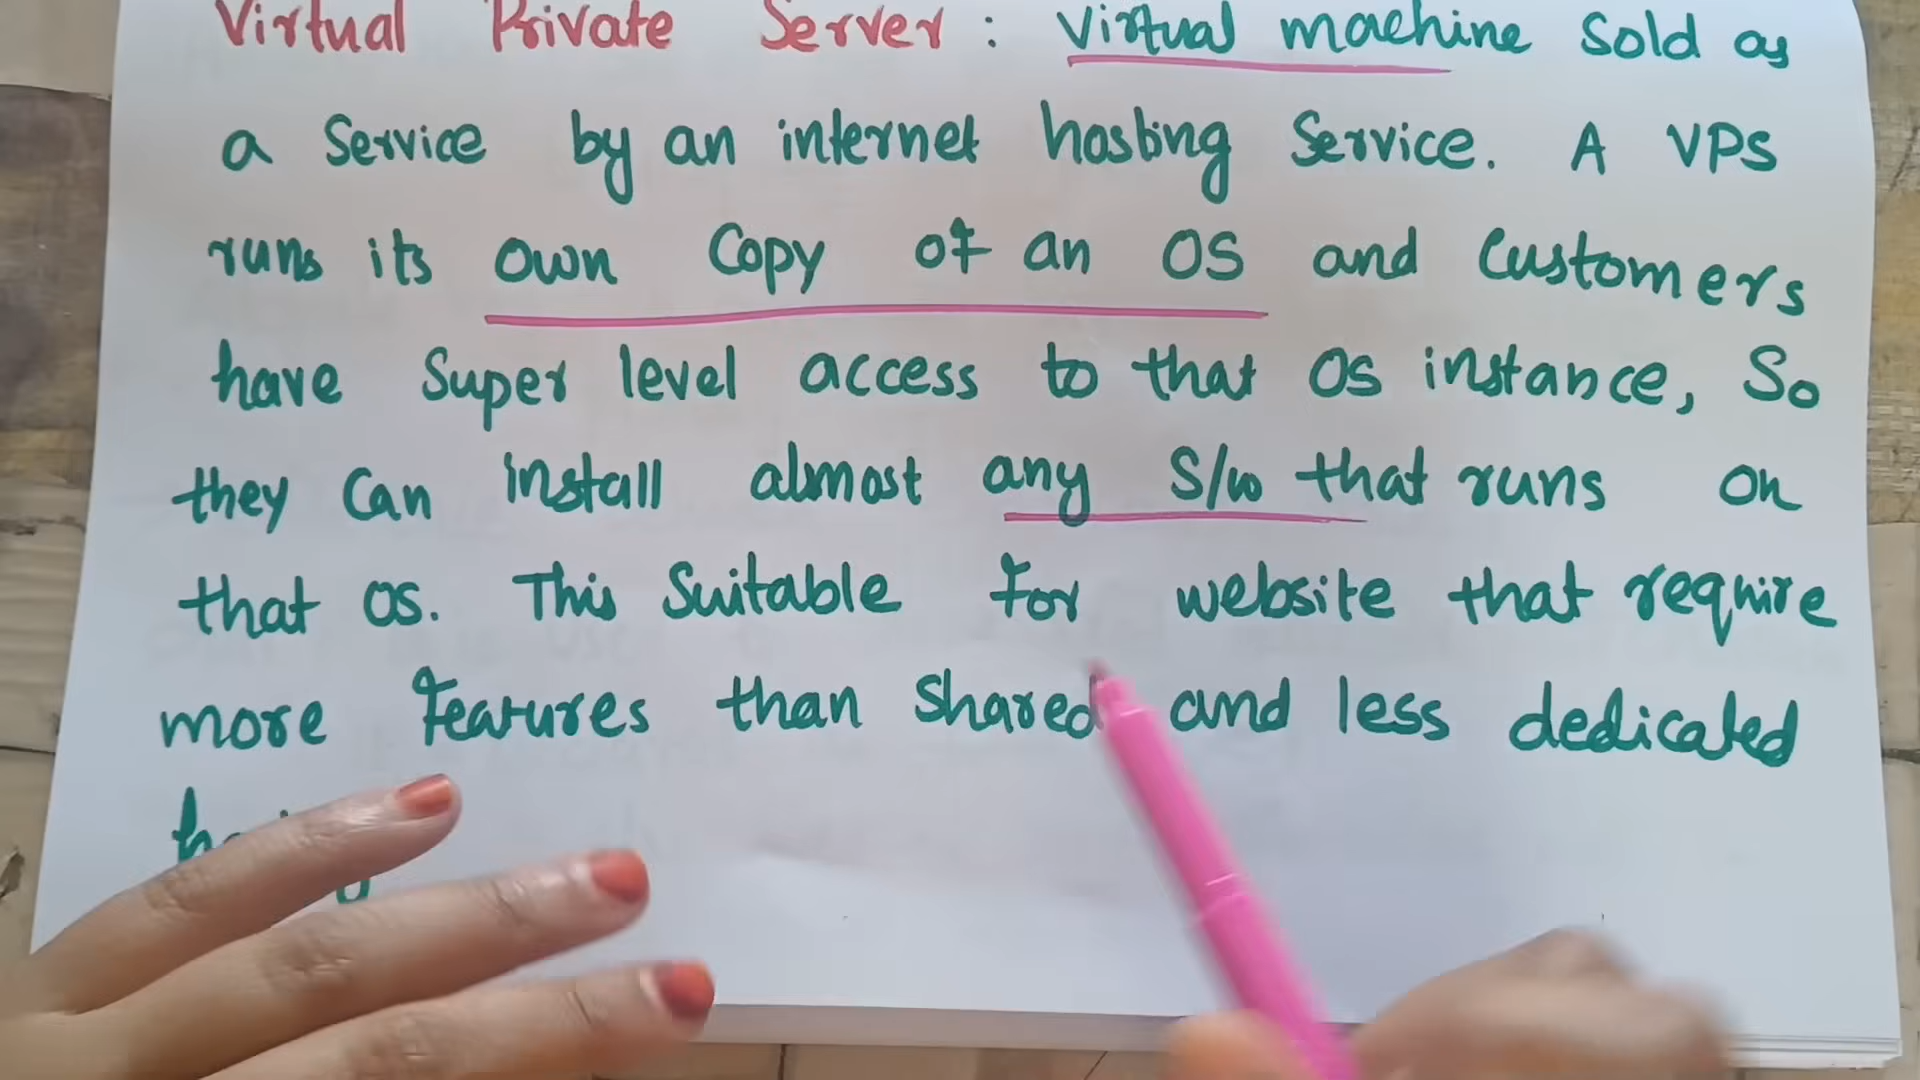 Virtual Private Server : Virtual machine Sold as
a Service by an internet hosting Service. A VPS
runs its own Copy of an OS and Customers
have Super level access to that OS instance, So
they Can install almost any S/w that runs on
that OS. This Suitable for website that require
more features than Shared and less dedicated